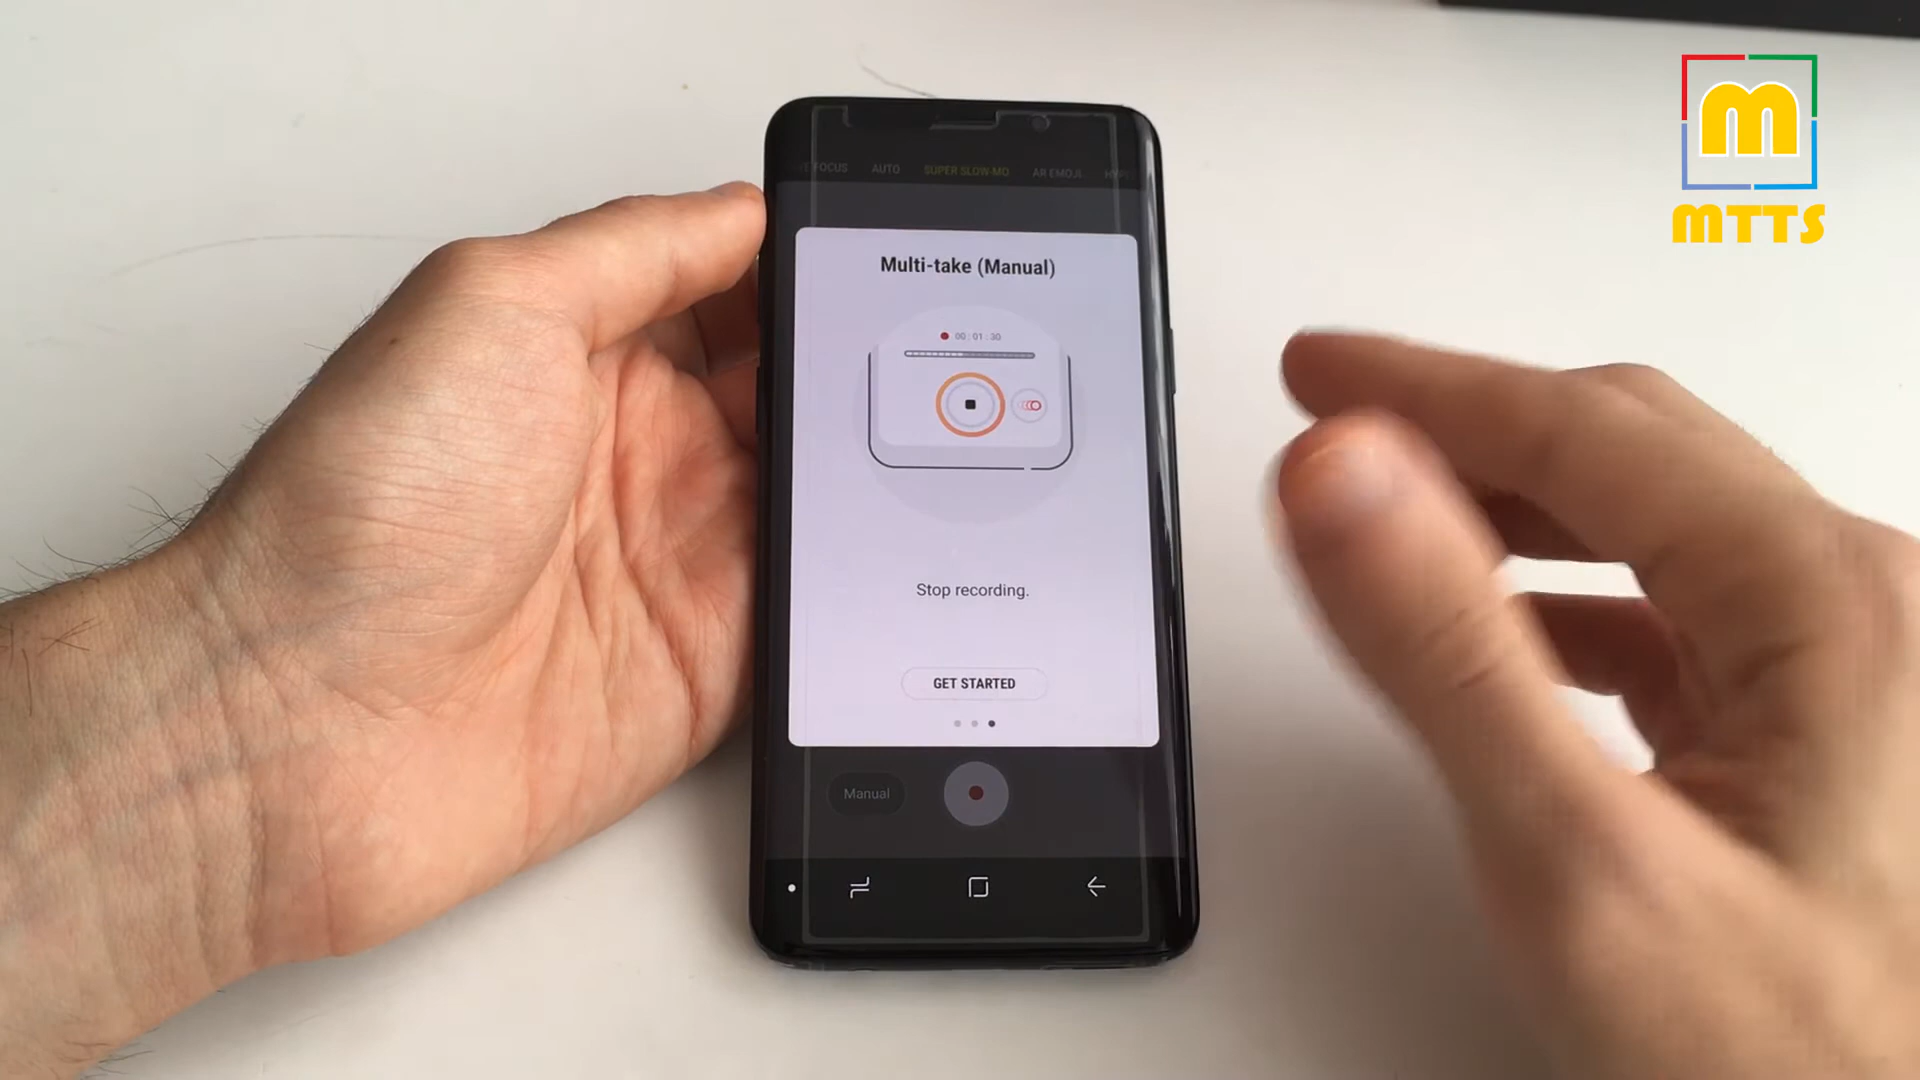 m
MTTS
FOCUS AUTO SUPER SLOW-MO AR EMOJI
Multi-take (Manual)
00:01:30
Stop recording.
GET STARTED
Manual